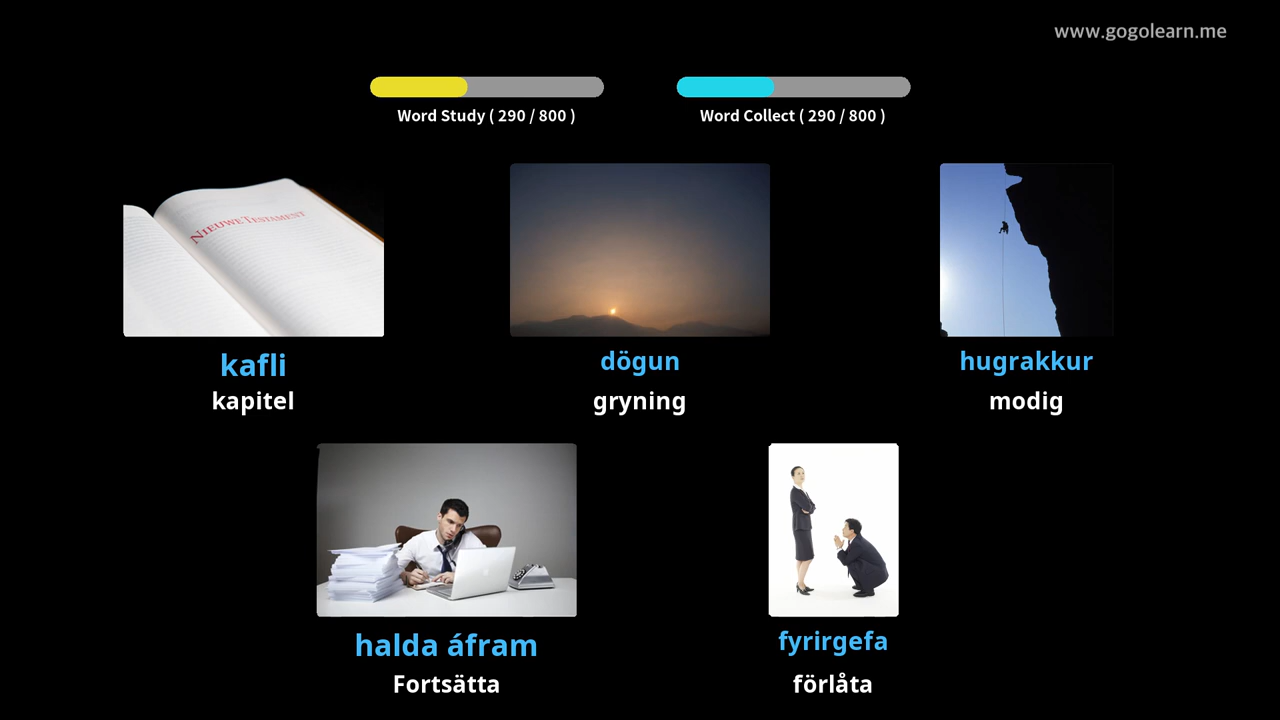 www.gogolearn.me
Word Study ( 290 / 800 )
Word Collect ( 290 / 800 )
NIEUWE TESTAMENT
kafli
kapitel
dögun
gryning
hugrakkur
modig
halda áfram
Fortsätta
fyrirgefa
förlåta